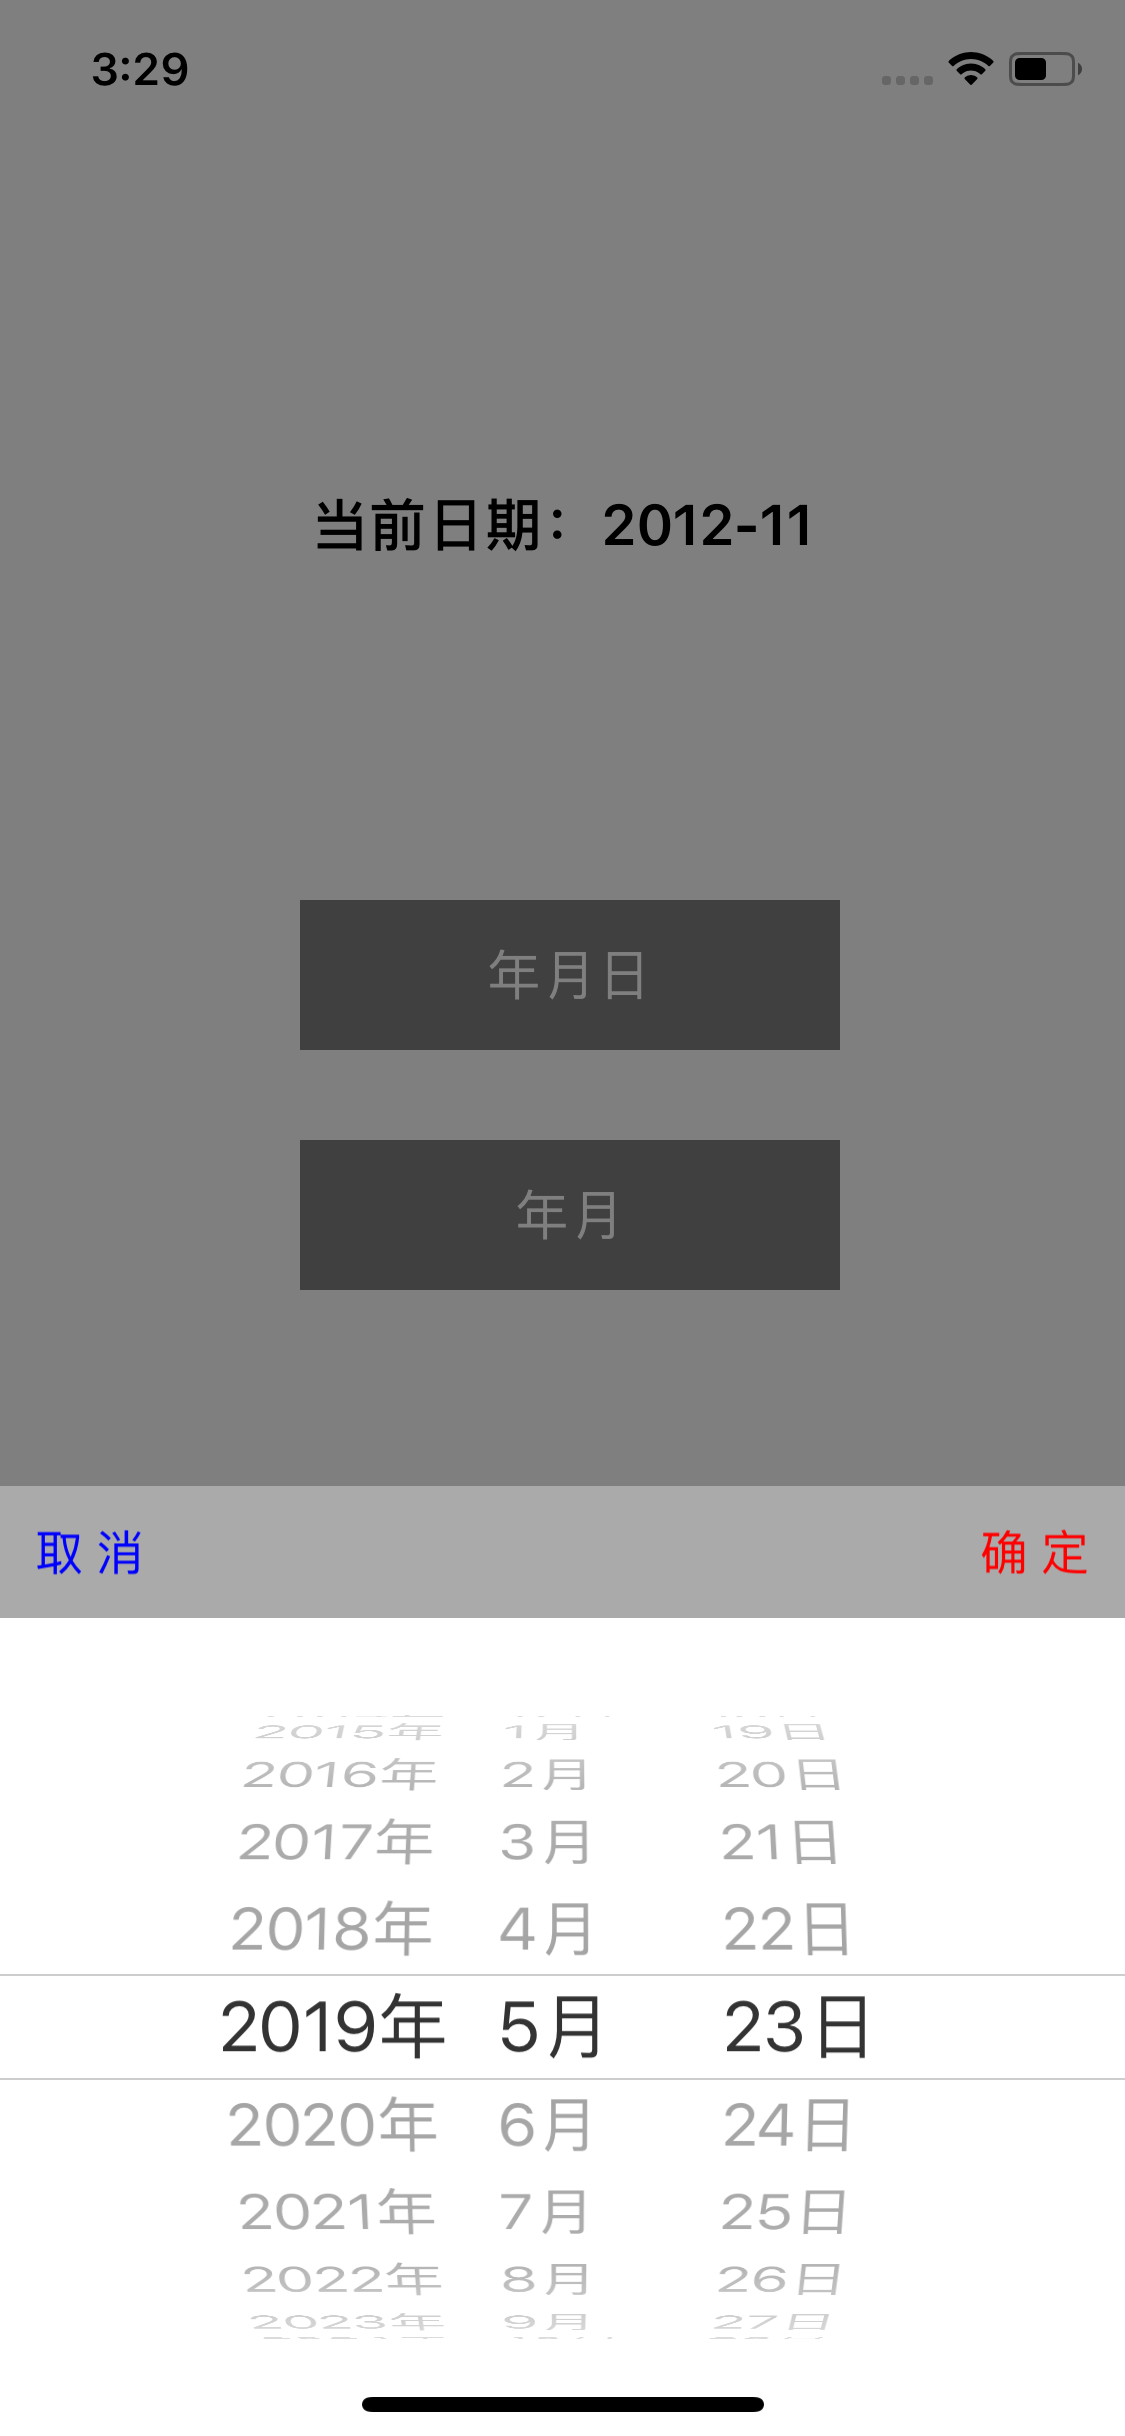 3:29
当前日期：2012-11
年月日
年月
取消 确定
2015年 1月 19日
2016年 2月 20日
2017年 3月 21日
2018年 4月 22日
2019年 5月 23日
2020年 6月 24日
2021年 7月 25日
2022年 8月 26日
2023年 9月 27日